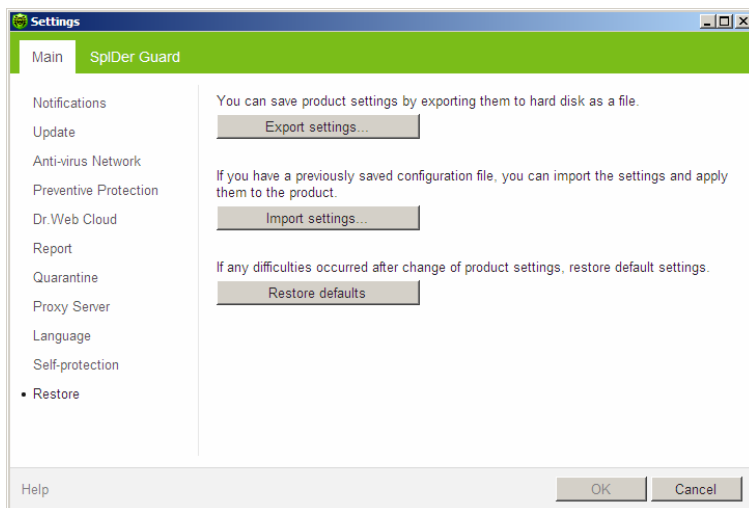 Settings
Main
SpIDer Guard
Notifications
Update
Anti-virus Network
Preventive Protection
Dr.Web Cloud
Report
Quarantine
Proxy Server
Language
Self-protection
Restore
You can save product settings by exporting them to hard disk as a file.
Export settings...
If you have a previously saved configuration file, you can import the settings and apply
them to the product.
Import settings...
If any difficulties occurred after change of product settings, restore default settings.
Restore defaults
Help
OK
Cancel